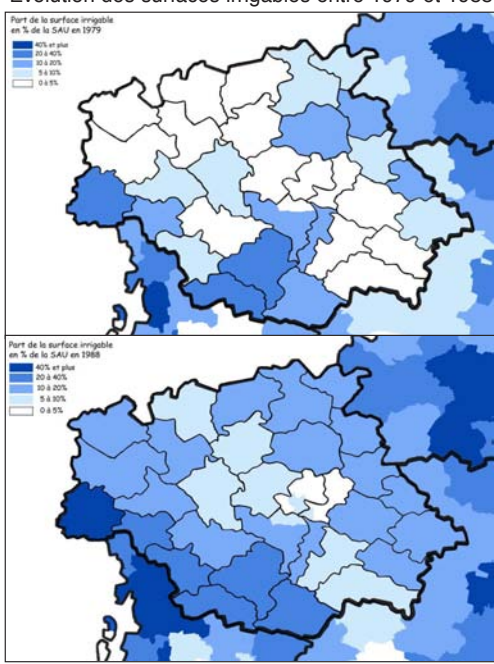 Evolution des surfaces irrigables entre 1979 et 1988
Part de la surface irrigable
en % de la SAU en 1979
40% et plus
20 à 40%
10 à 20%
5 à 10%
0 à 5%
Part de la surface irrigable
en % de la SAU en 1988
40% et plus
20 à 40%
10 à 20%
5 à 10%
0 à 5%